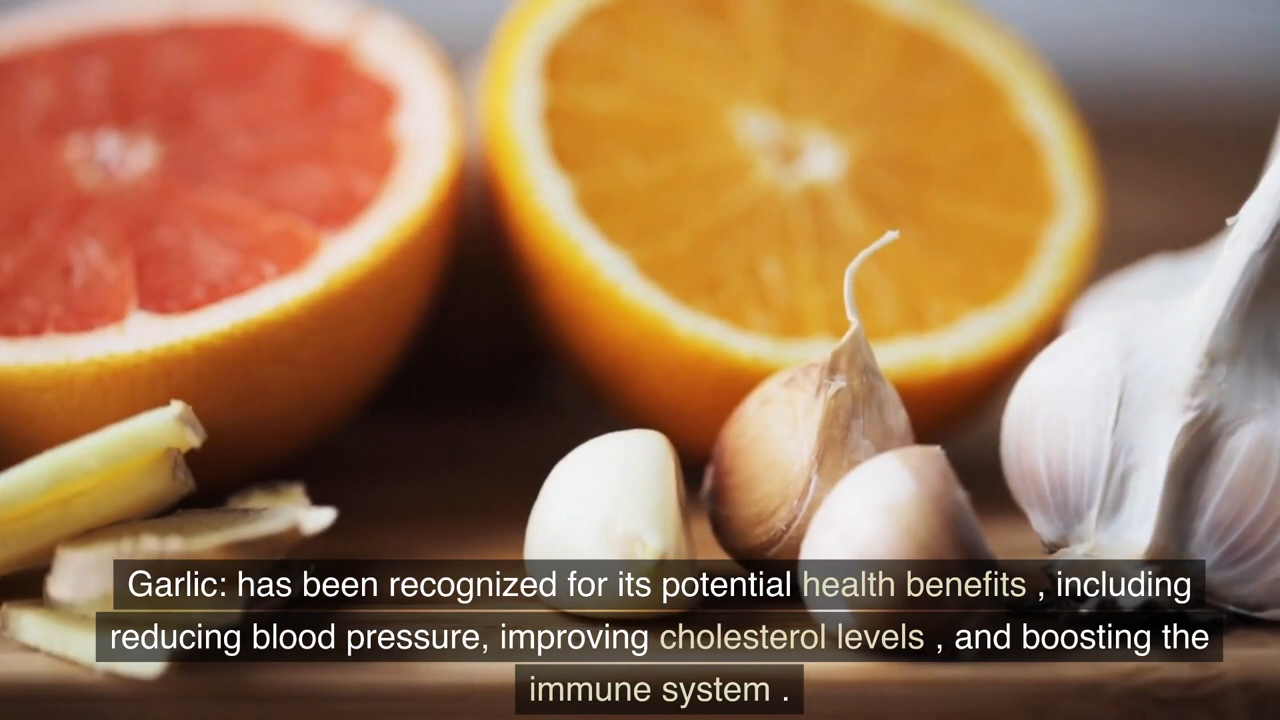 Garlic: has been recognized for its potential health benefits , including
reducing blood pressure, improving cholesterol levels , and boosting the
immune system .